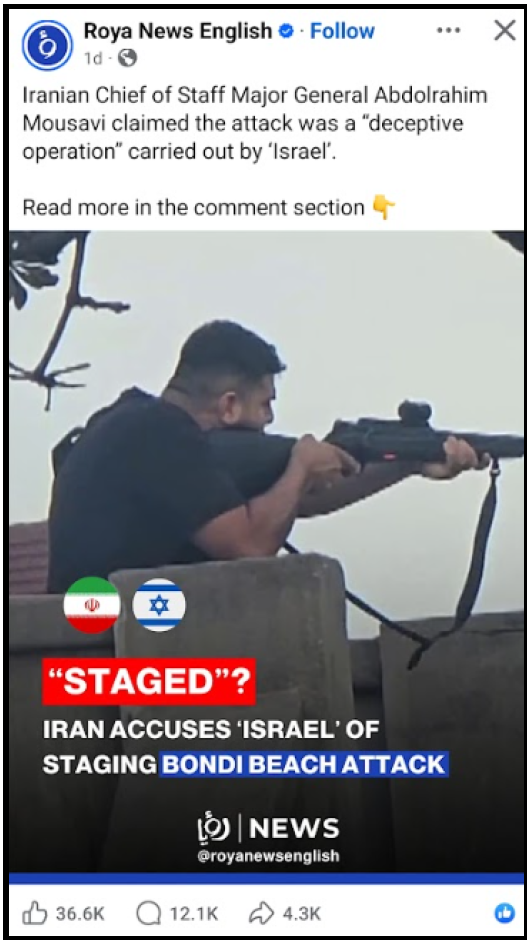 Roya News English · Follow
1d ·
Iranian Chief of Staff Major General Abdolrahim
Mousavi claimed the attack was a “deceptive
operation” carried out by ‘Israel’.
Read more in the comment section 👇
“STAGED”?
IRAN ACCUSES ‘ISRAEL’ OF
STAGING BONDI BEACH ATTACK
رؤيا | NEWS
@royanewsenglish
36.6K 12.1K 4.3K